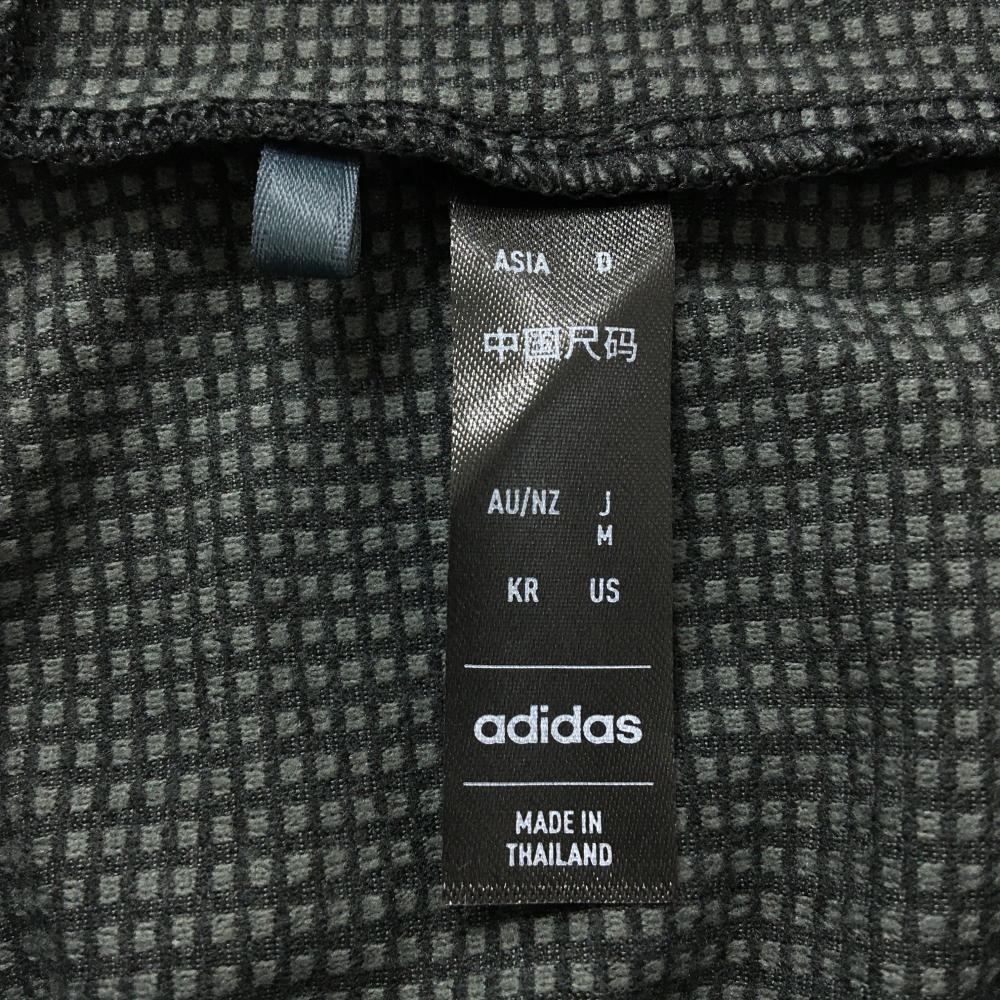 ASIA D
中国尺码
AU/NZ J
M
KR US
adidas
MADE IN
THAILAND